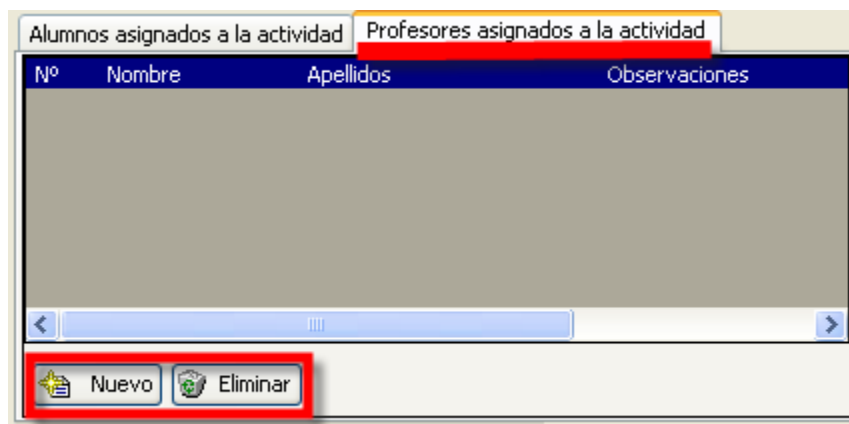 Alumnos asignados a la actividad Profesores asignados a la actividad
Nº Nombre Apellidos Observaciones
Nuevo Eliminar